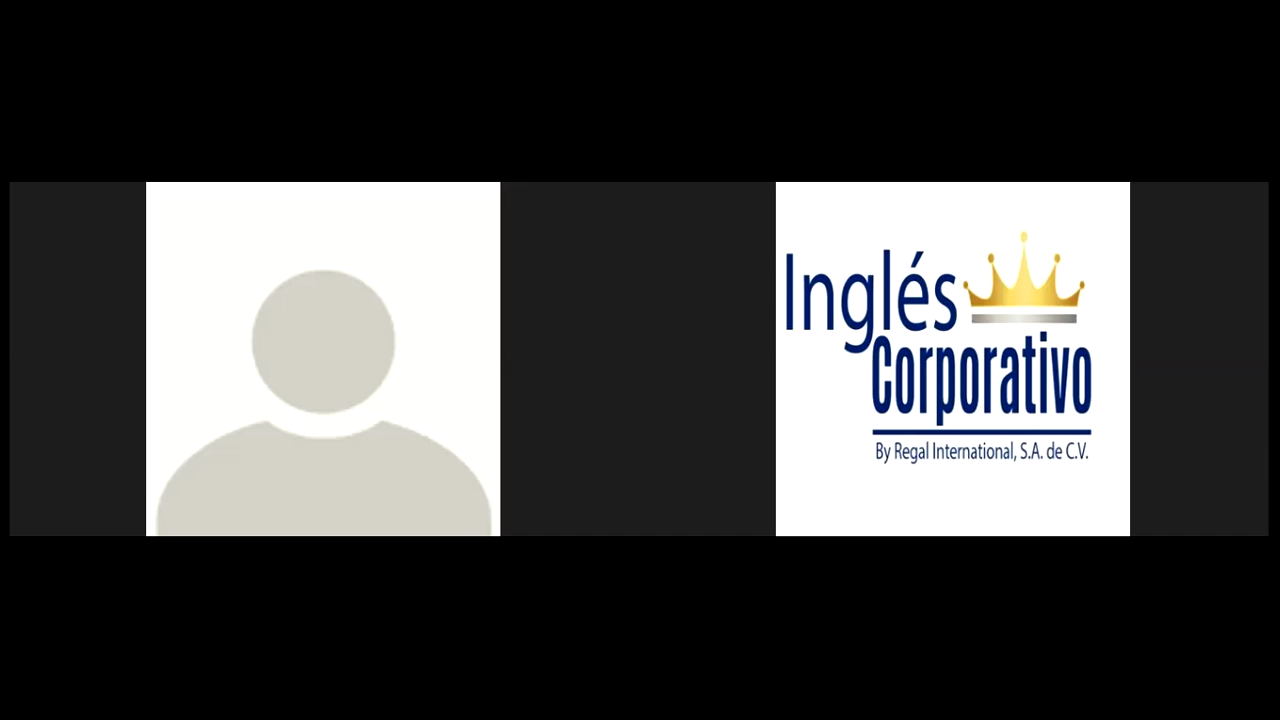 Inglés
Corporativo
By Regal International, S.A. de C.V.